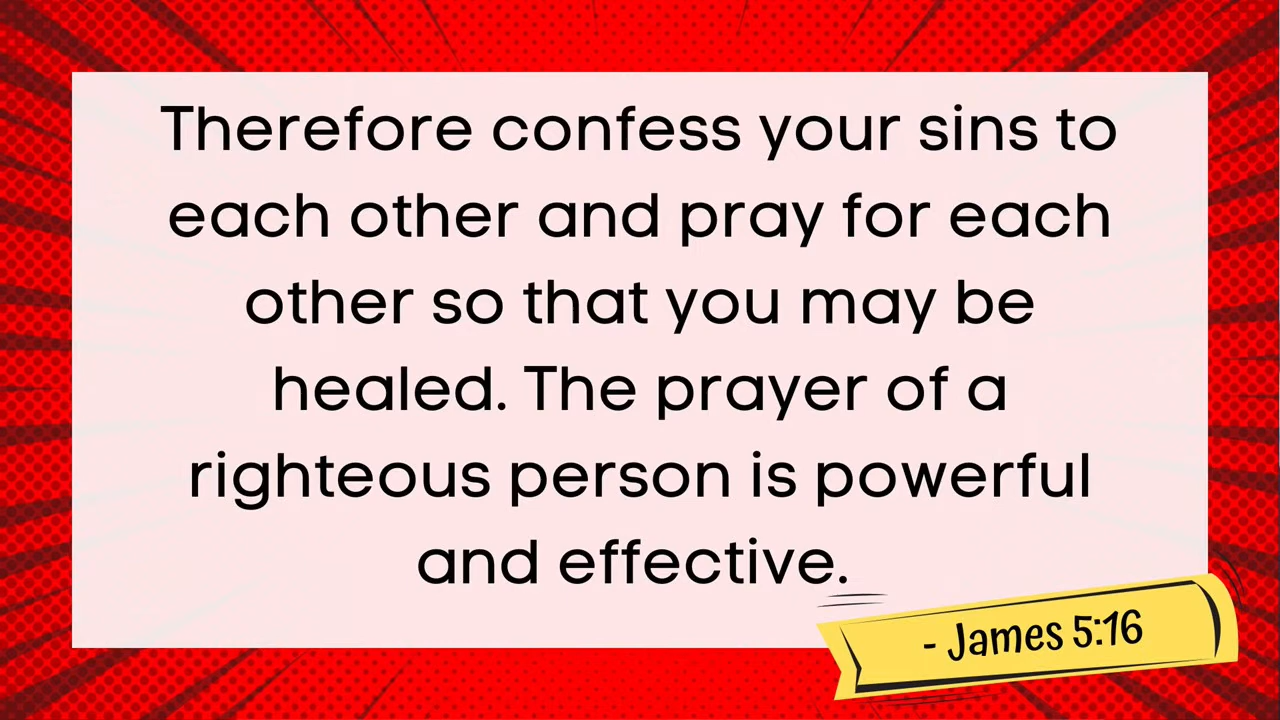 Therefore confess your sins to
each other and pray for each
other so that you may be
healed. The prayer of a
righteous person is powerful
and effective.
- James 5:16